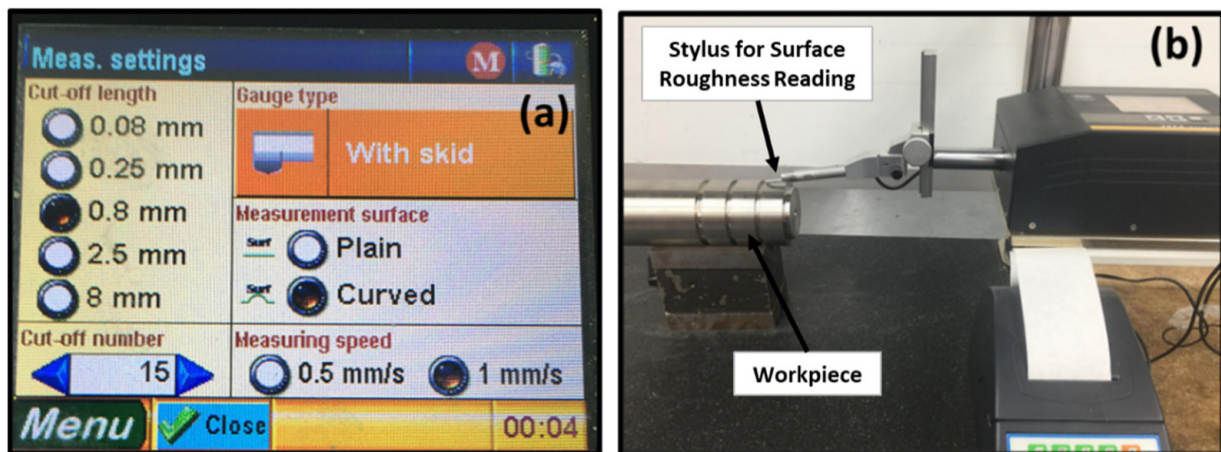 Meas. settings
M
(a)
Cut-off length
0.08 mm
0.25 mm
0.8 mm
2.5 mm
8 mm
Gauge type
With skid
Measurement surface
Surf
Plain
Surf
Curved
Cut-off number
15
Measuring speed
0.5 mm/s
1 mm/s
Menu
Close
00:04
(b)
Stylus for Surface
Roughness Reading
Workpiece